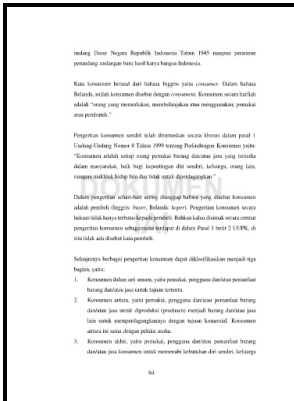 undang Dasar Negara Republik Indonesia Tahun 1945 maupun peraturan
perundang undangan baru hasil karya bangsa Indonesia.
Kata konsumen berasal dari bahasa Inggris yaitu consumer. Dalam bahasa
Belanda, istilah konsumen disebut dengan consument. Konsumen secara harfiah
adalah "orang yang memerlukan, membelanjakan atau menggunakan; pemakai
atau pembutuh."
Pengertian konsumen sendiri telah dirumuskan secara khusus dalam pasal 1
Undang-Undang Nomor 8 Tahun 1999 tentang Perlindungan Konsumen yaitu:
"Konsumen adalah setiap orang pemakai barang dan/atau jasa yang tersedia
dalam masyarakat, baik bagi kepentingan diri sendiri, keluarga, orang lain,
maupun makhluk hidup lain dan tidak untuk diperdagangkan."
DOKUMEN
Dalam pengertian sehari-hari sering dianggap bahwa yang disebut konsumen
adalah pembeli (Inggris: buyer, Belanda: koper). Pengertian konsumen secara
hukum tidak hanya terbatas kepada pembeli. Bahkan kalau disimak secara cermat
pengertian konsumen sebagaimana terdapat di dalam Pasal 1 butir 2 UUPK, di
situ tidak ada disebut kata pembeli.
Selanjutnya berbagai pengertian konsumen dapat diklasifikasikan menjadi tiga
bagian, yaitu:
1. Konsumen dalam arti umum, yaitu pemakai, pengguna dan/atau pemanfaat
barang dan/atau jasa untuk tujuan tertentu.
2. Konsumen antara, yaitu pemakai, pengguna dan/atau pemanfaat barang
dan/atau jasa untuk diproduksi (produsen) menjadi barang dan/atau jasa
lain untuk memperdagangkannya dengan tujuan komersial. Konsumen
antara ini sama dengan pelaku usaha.
3. Konsumen akhir, yaitu pemakai, pengguna dan/atau pemanfaat barang
dan/atau jasa konsumen untuk memenuhi kebutuhan diri sendiri, keluarga
64